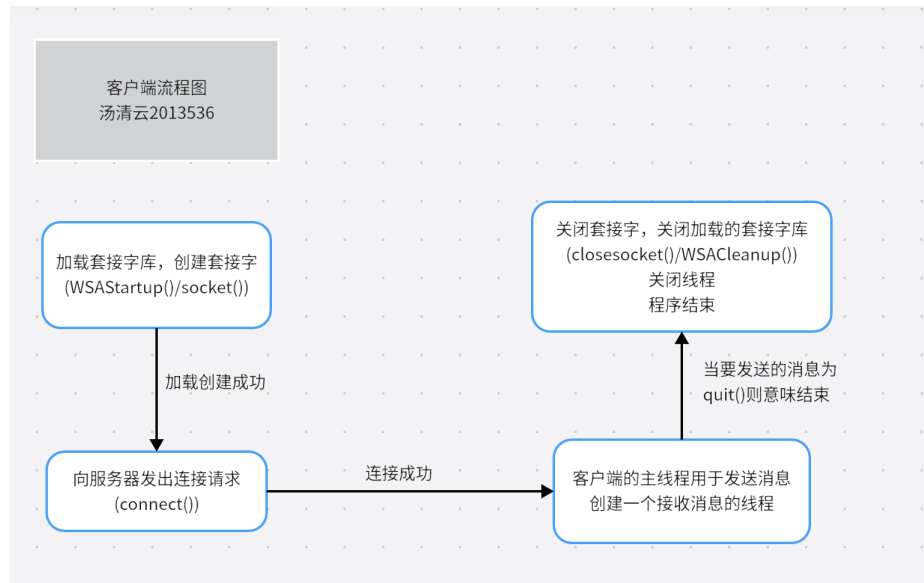 客户端流程图
汤清云2013536
加载套接字库，创建套接字
(WSAStartup()/socket())
加载创建成功
向服务器发出连接请求
(connect())
连接成功
客户端的主线程用于发送消息
创建一个接收消息的线程
当要发送的消息为
quit()则意味结束
关闭套接字，关闭加载的套接字库
(closesocket()/WSACleanup())
关闭线程
程序结束